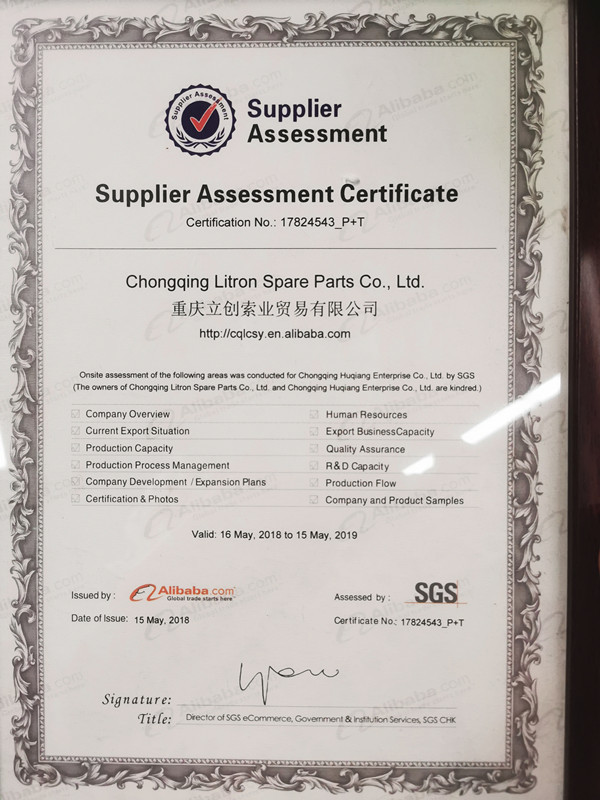 Supplier Assessment
Supplier
Assessment
Supplier Assessment Certificate
Certification No.: 17824543_P+T
Chongqing Litron Spare Parts Co., Ltd.
重庆立创索业贸易有限公司
http://cqlcsy.en.alibaba.com
Onsite assessment of the following areas was conducted for Chongqing Huqiang Enterprise Co., Ltd. by SGS
(The owners of Chongqing Litron Spare Parts Co., Ltd. and Chongqing Huqiang Enterprise Co., Ltd. are kindred.)
Company Overview
Current Export Situation
Production Capacity
Production Process Management
Company Development / Expansion Plans
Certification & Photos
Human Resources
Export BusinessCapacity
Quality Assurance
R&D Capacity
Production Flow
Company and Product Samples
Valid: 16 May, 2018 to 15 May, 2019
Issued by : Alibaba.com
Global trade starts here™
Date of Issue: 15 May, 2018
Assessed by : SGS
Certificate No.: 17824543_P+T
Signature:
Title: Director of SGS eCommerce, Government & Institution Services, SGS CHK